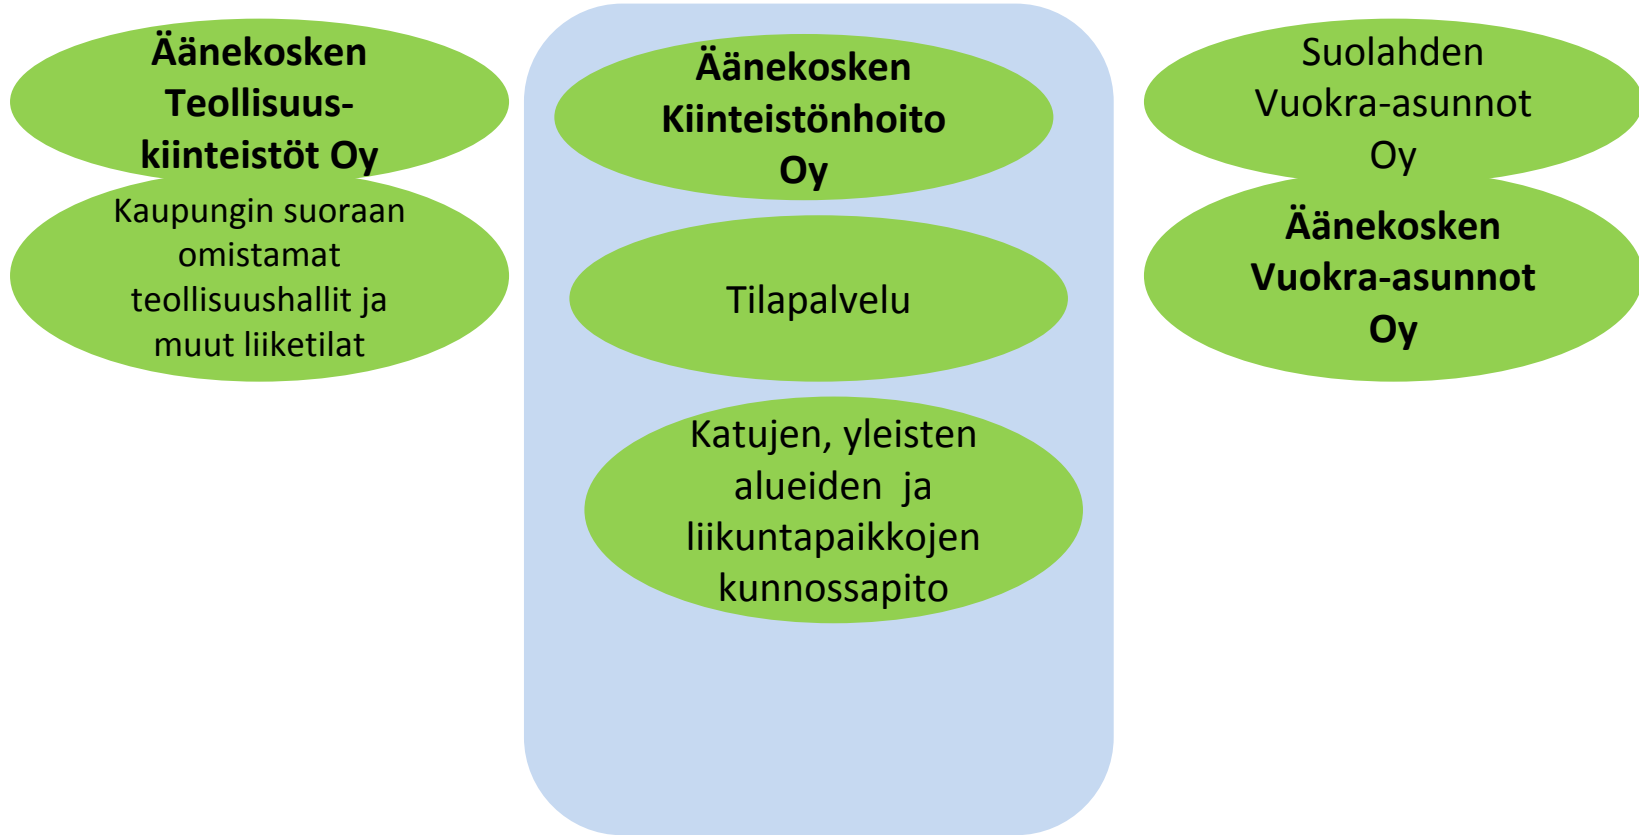 Äänekosken
Teollisuus-
kiinteistöt Oy
Kaupungin suoraan
omistamat
teollisuushallit ja
muut liiketilat
Äänekosken
Kiinteistönhoito
Oy
Tilapalvelu
Katujen, yleisten
alueiden  ja
liikuntapaikkojen
kunnossapito
Suolahden
Vuokra-asunnot
Oy
Äänekosken
Vuokra-asunnot
Oy